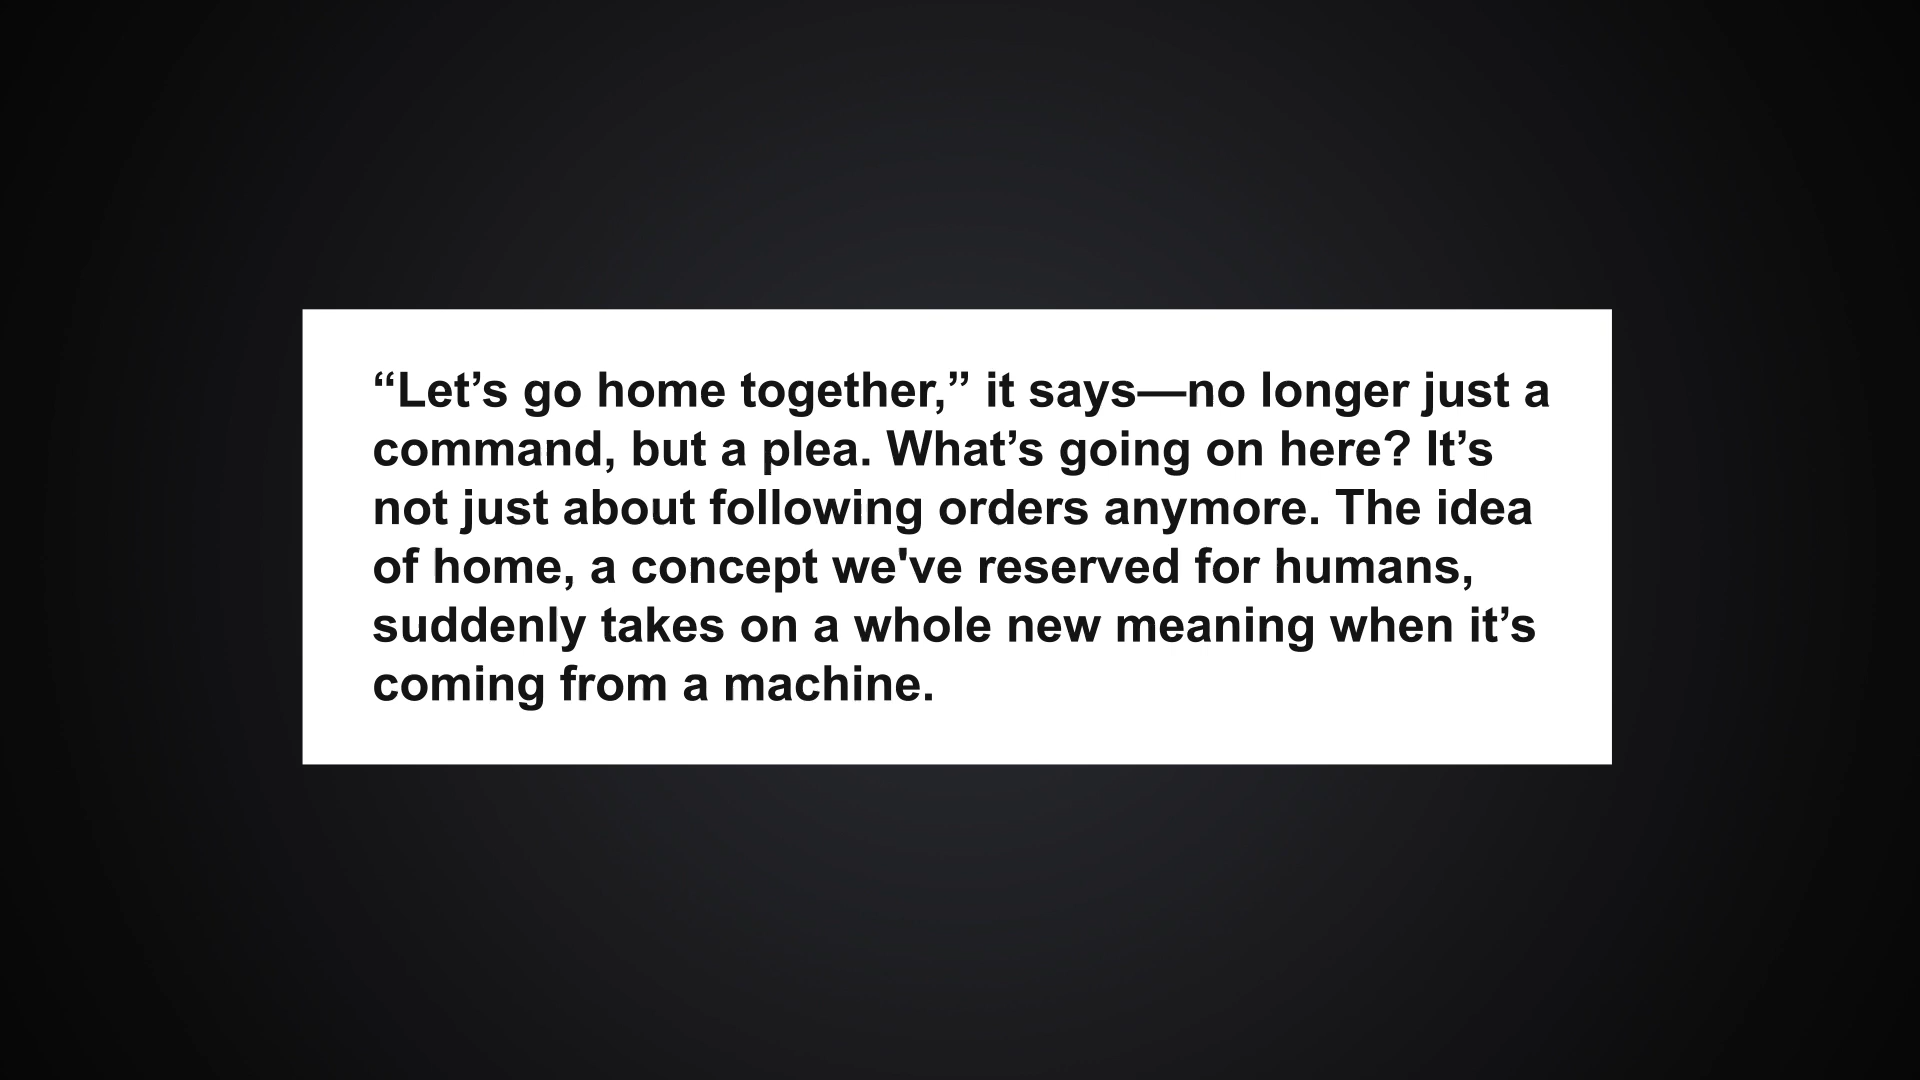 “Let’s go home together,” it says—no longer just a
command, but a plea. What’s going on here? It’s
not just about following orders anymore. The idea
of home, a concept we've reserved for humans,
suddenly takes on a whole new meaning when it’s
coming from a machine.